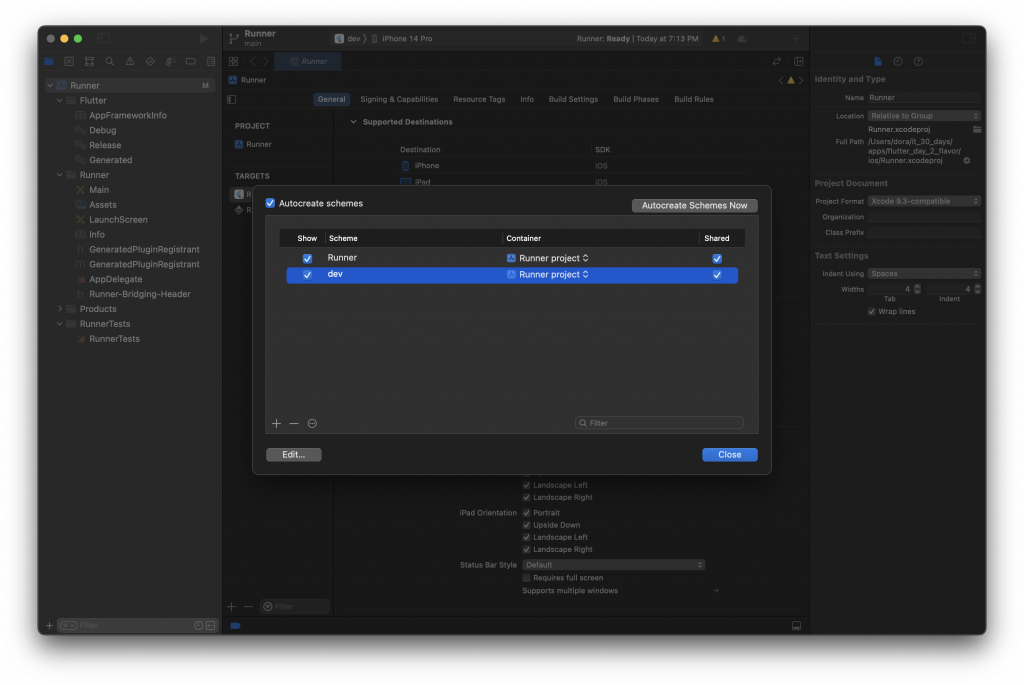 Runner
main
dev
iPhone 14 Pro
Runner: Ready | Today at 7:13 PM
1
Runner
Runner
M
Flutter
AppFrameworkInfo
Debug
Release
Generated
Runner
Main
Assets
LaunchScreen
Info
GeneratedPluginRegistrant
GeneratedPluginRegistrant
AppDelegate
Runner-Bridging-Header
Products
RunnerTests
RunnerTests
Filter
Runner
General
Signing & Capabilities
Resource Tags
Info
Build Settings
Build Phases
Build Rules
PROJECT
Runner
TARGETS
R
R
Filter
Supported Destinations
Destination
SDK
iPhone
iOS
iPad
iOS
Autocreate schemes
Autocreate Schemes Now
Show
Scheme
Container
Shared
Runner
Runner project
dev
Runner project
Filter
Edit...
Close
Landscape Left
Landscape Right
iPad Orientation
Portrait
Upside Down
Landscape Left
Landscape Right
Status Bar Style
Default
Requires full screen
Supports multiple windows
Identity and Type
Name
Runner
Location
Relative to Group
Runner.xcodeproj
Full Path
/Users/dora/it_30_days/
apps/flutter_day_2_flavor/
ios/Runner.xcodeproj
Project Document
Project Format
Xcode 9.3-compatible
Organization
Class Prefix
Text Settings
Indent Using
Spaces
Widths
4
4
Tab
Indent
Wrap lines